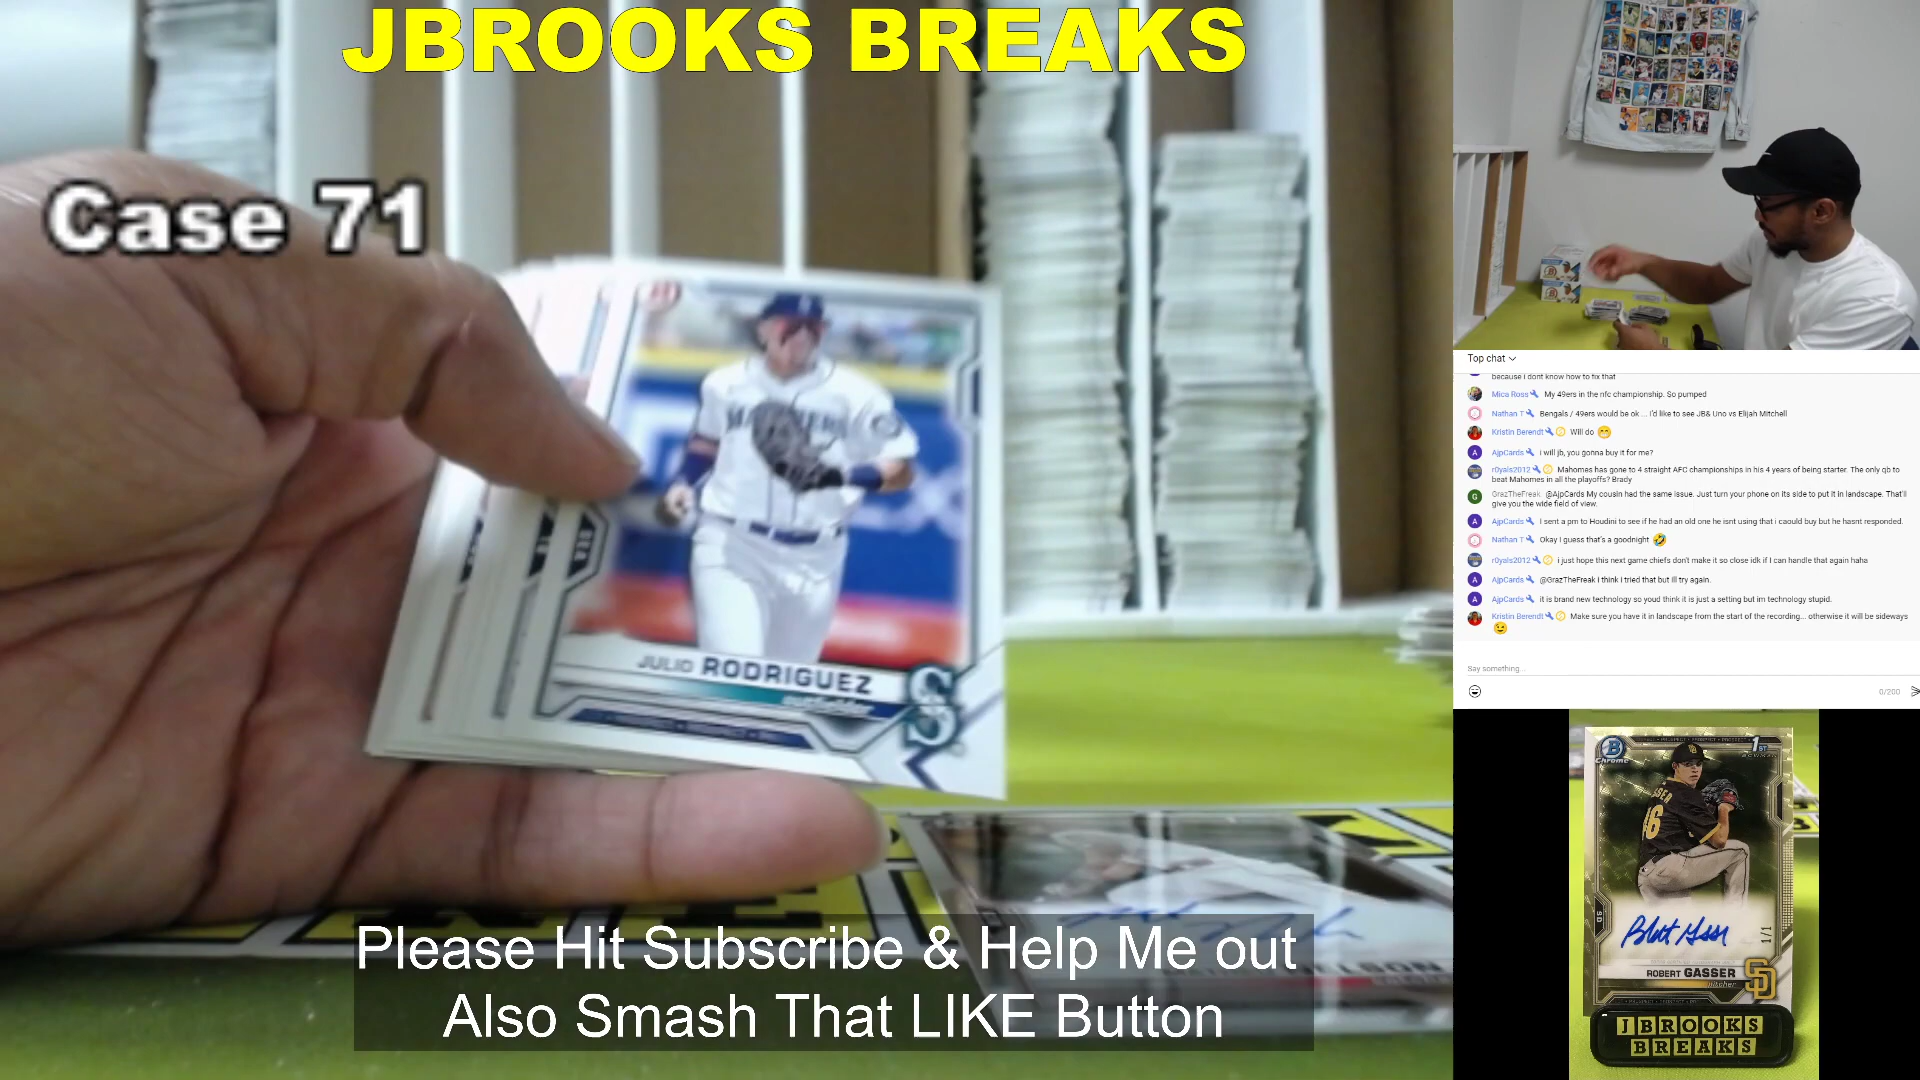 JBROOKS BREAKS
Case 71
JULIO RODRIGUEZ
outfielder
Please Hit Subscribe & Help Me out
Also Smash That LIKE Button
Top chat
because i dont know how to fix that
Mica Ross My 49ers in the nfc championship. So pumped
Nathan T Bengals / 49ers would be ok ... I'd like to see JB& Uno vs Elijah Mitchell
Kristin Berendt Will do 😁
AjpCards i will jb, you gonna buy it for me?
r0yals2012 Mahomes has gone to 4 straight AFC championships in his 4 years of being starter. The only qb to
beat Mahomes in all the playoffs? Brady
GrazTheFreak @AjpCards My cousin had the same issue. Just turn your phone on its side to put it in landscape. That'll
give you the wide field of view.
AjpCards I sent a pm to Houdini to see if he had an old one he isnt using that i caould buy but he hasnt responded.
Nathan T Okay I guess that's a goodnight 🤣
r0yals2012 i just hope this next game chiefs don't make it so close idk if I can handle that again haha
AjpCards @GrazTheFreak i think i tried that but ill try again.
AjpCards it is brand new technology so youd think it is just a setting but im technology stupid.
Kristin Berendt Make sure you have it in landscape from the start of the recording... otherwise it will be sideways
😉
Say something...
0/200
B
Chrome
1ST
16
1/1
SD
ROBERT GASSER
pitcher
JBROOKS
BREAKS